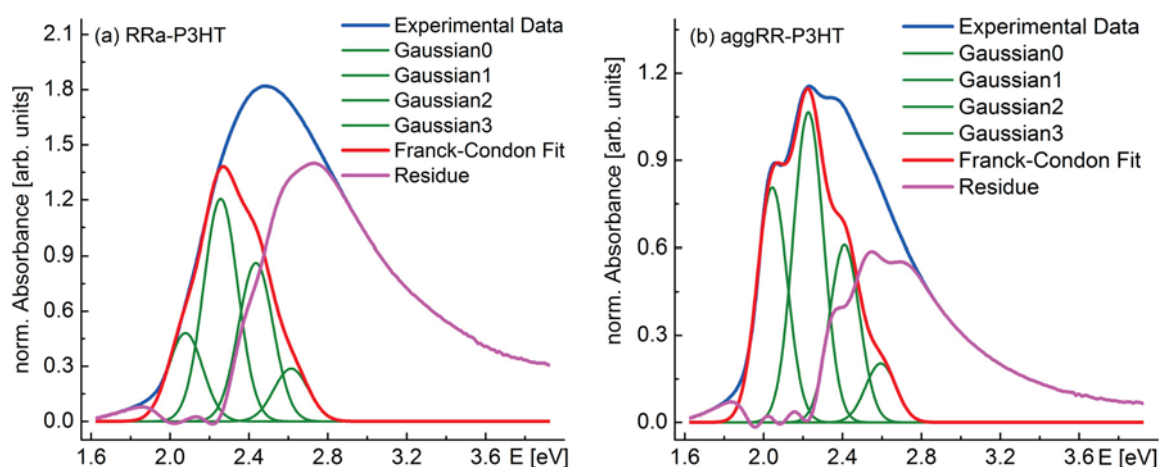 (a) RRa-P3HT
Experimental Data
Gaussian0
Gaussian1
Gaussian2
Gaussian3
Franck-Condon Fit
Residue
norm. Absorbance [arb. units]
2.1
1.8
1.5
1.2
0.9
0.6
0.3
0.0
1.6 2.0 2.4 2.8 3.2 3.6 E [eV]
(b) aggRR-P3HT
Experimental Data
Gaussian0
Gaussian1
Gaussian2
Gaussian3
Franck-Condon Fit
Residue
norm. Absorbance [arb. units]
1.2
0.9
0.6
0.3
0.0
1.6 2.0 2.4 2.8 3.2 3.6 E [eV]